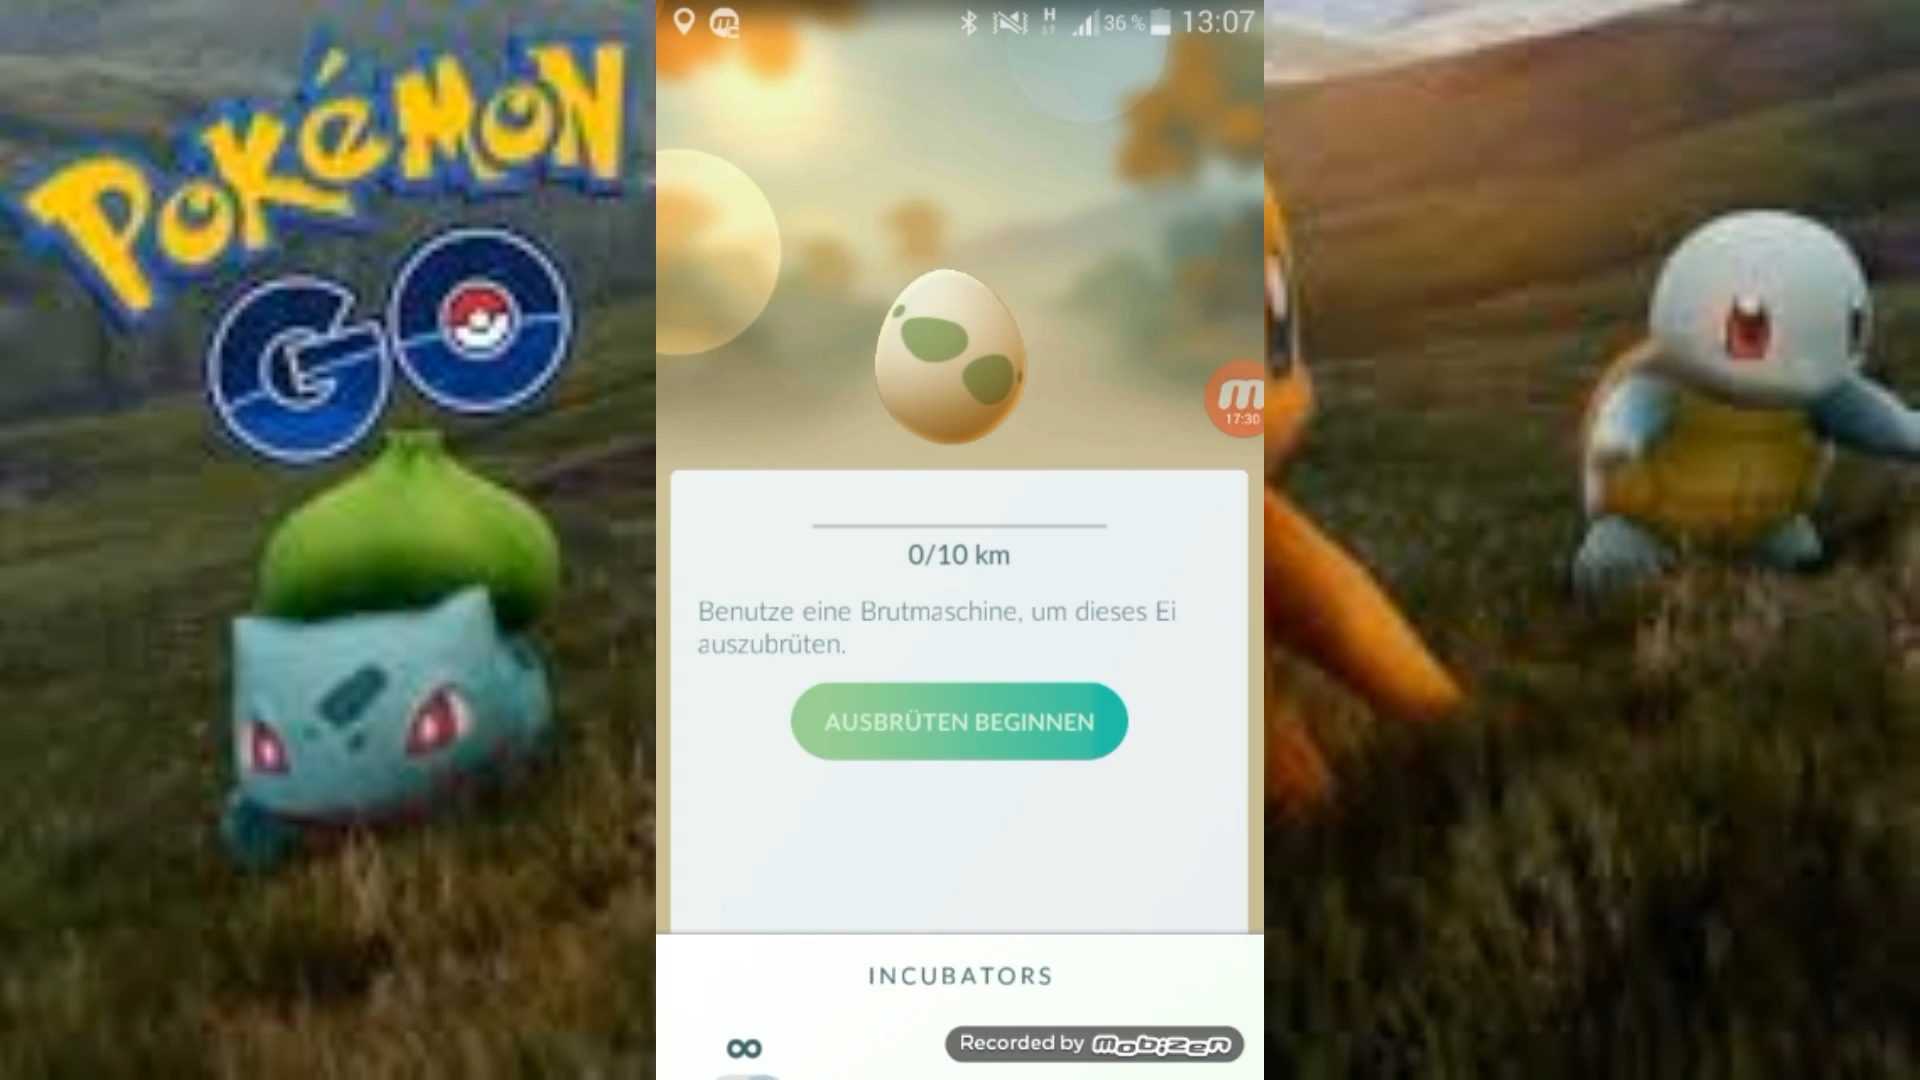 POKÉMON
GO
36 %
13:07
17:30
0/10 km
Benutze eine Brutmaschine, um dieses Ei
auszubrüten.
AUSBRÜTEN BEGINNEN
INCUBATORS
∞
Recorded by mobizen